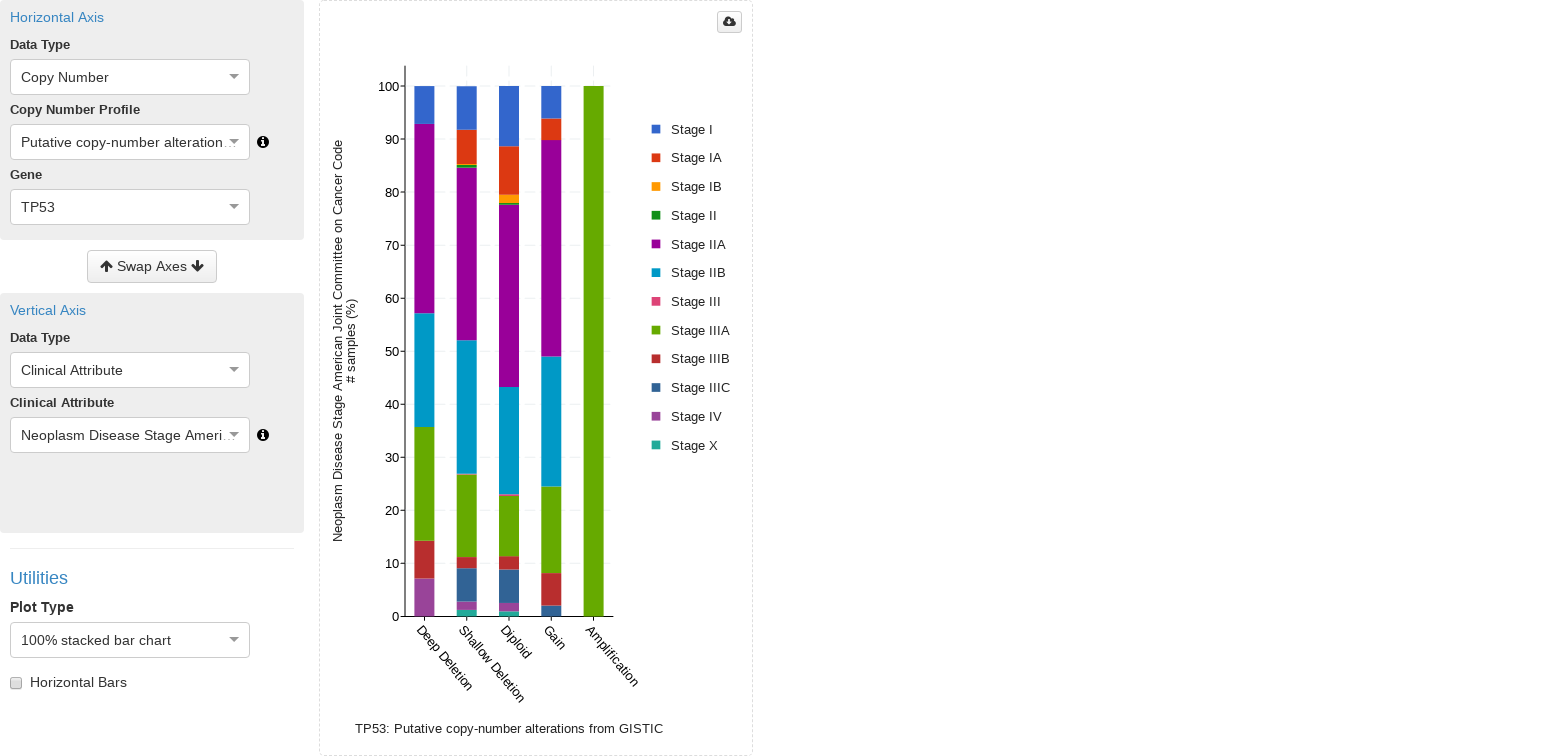 Horizontal Axis
Data Type
Copy Number
Copy Number Profile
Putative copy-number alteration...
Gene
TP53
Swap Axes
Vertical Axis
Data Type
Clinical Attribute
Clinical Attribute
Neoplasm Disease Stage Ameri...
Utilities
Plot Type
100% stacked bar chart
Horizontal Bars
Neoplasm Disease Stage American Joint Committee on Cancer Code
# samples (%)
100
90
80
70
60
50
40
30
20
10
0
Deep Deletion
Shallow Deletion
Diploid
Gain
Amplification
TP53: Putative copy-number alterations from GISTIC
Stage I
Stage IA
Stage IB
Stage II
Stage IIA
Stage IIB
Stage III
Stage IIIA
Stage IIIB
Stage IIIC
Stage IV
Stage X